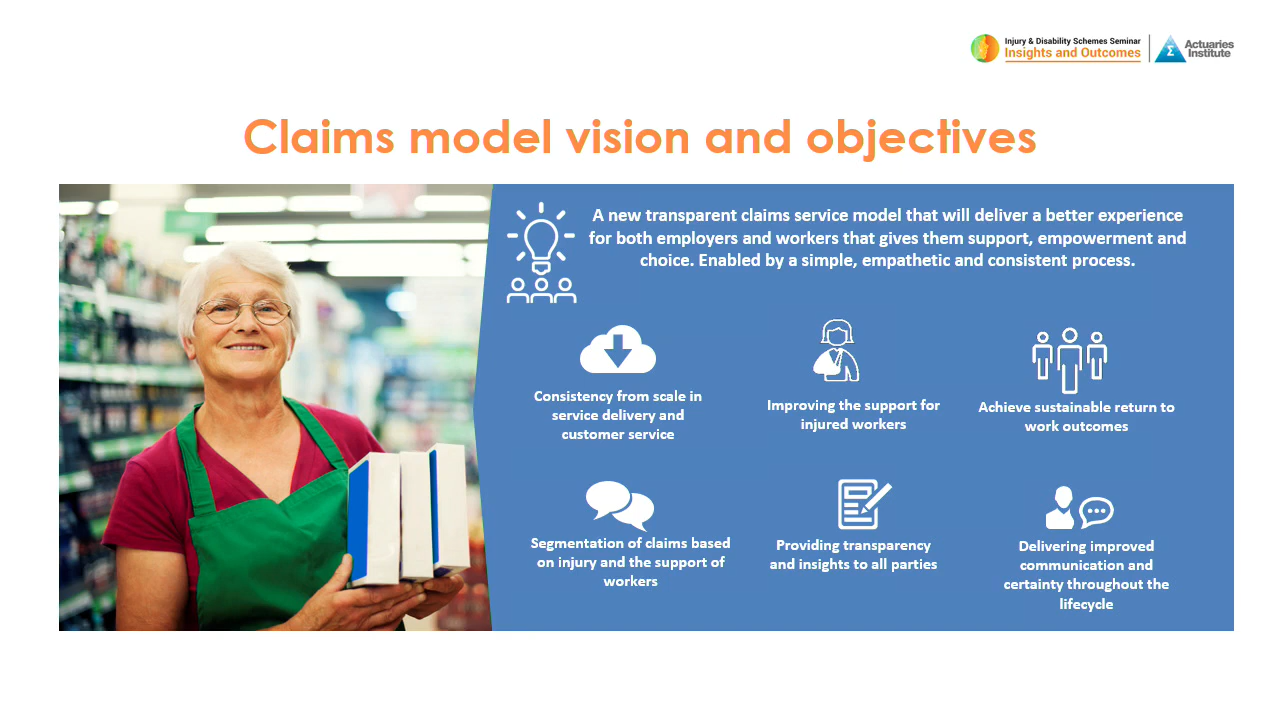 Injury & Disability Schemes Seminar
Insights and Outcomes
Actuaries
Institute
Claims model vision and objectives
A new transparent claims service model that will deliver a better experience
for both employers and workers that gives them support, empowerment and
choice. Enabled by a simple, empathetic and consistent process.
Consistency from scale in
service delivery and
customer service
Improving the support for
injured workers
Achieve sustainable return to
work outcomes
Segmentation of claims based
on injury and the support of
workers
Providing transparency
and insights to all parties
Delivering improved
communication and
certainty throughout the
lifecycle